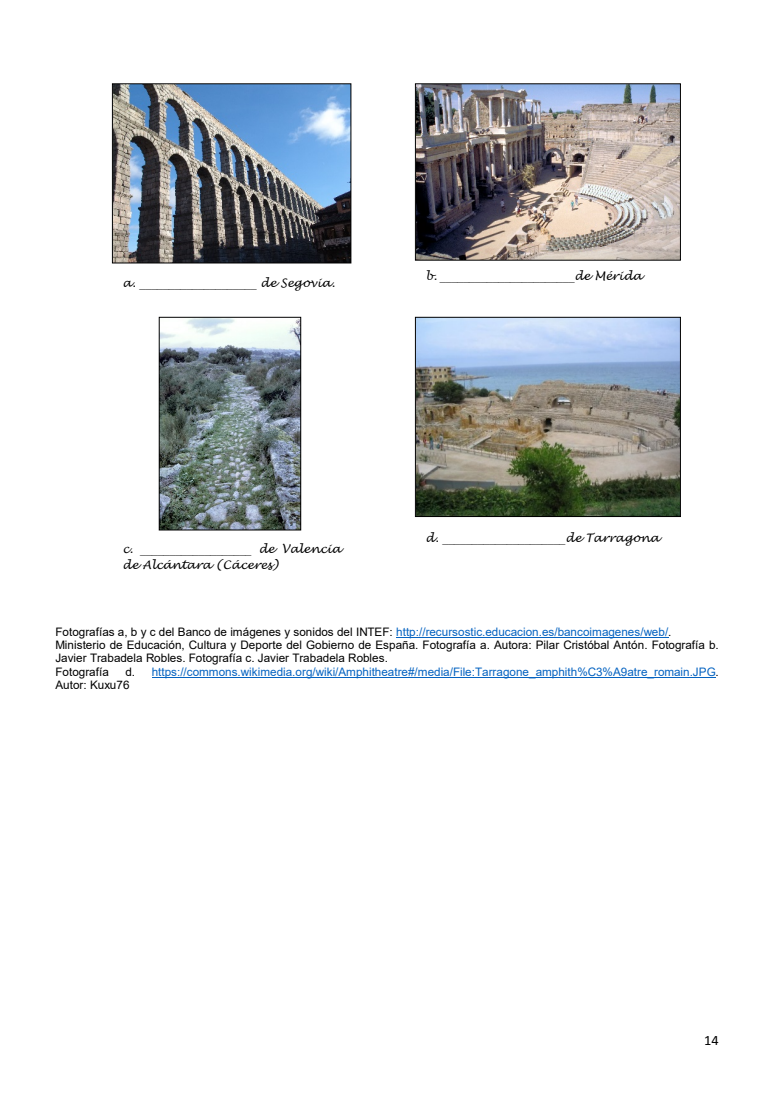 a. _________________ de Segovia.
b. ___________________de Mérida
c. ________________ de Valencia
de Alcántara (Cáceres)
d. __________________de Tarragona
Fotografías a, b y c del Banco de imágenes y sonidos del INTEF: http://recursostic.educacion.es/bancoimagenes/web/.
Ministerio de Educación, Cultura y Deporte del Gobierno de España. Fotografía a. Autora: Pilar Cristóbal Antón. Fotografía b.
Javier Trabadela Robles. Fotografía c. Javier Trabadela Robles.
Fotografía d. https://commons.wikimedia.org/wiki/Amphitheatre#/media/File:Tarragone_amphith%C3%A9atre_romain.JPG.
Autor: Kuxu76
14